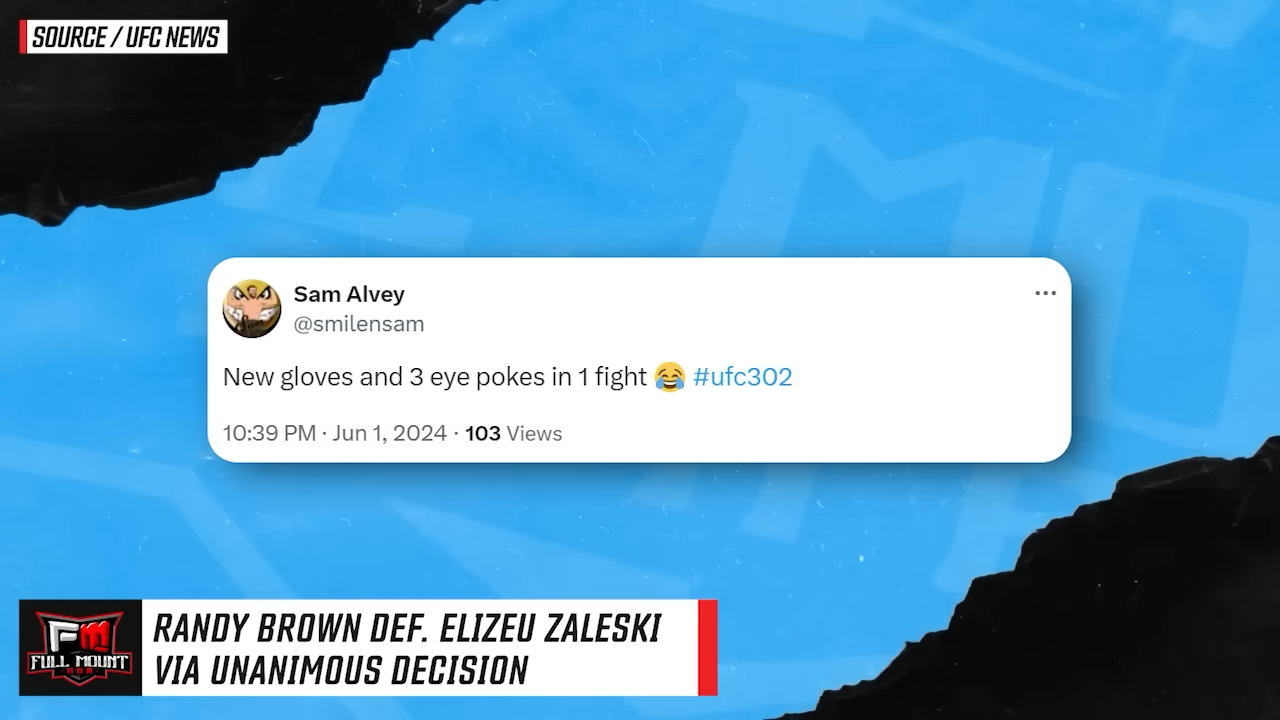 SOURCE / UFC NEWS
Sam Alvey
@smilensam
New gloves and 3 eye pokes in 1 fight 😂 #ufc302
10:39 PM · Jun 1, 2024 · 103 Views
FM
FULL MOUNT
RANDY BROWN DEF. ELIZEU ZALESKI
VIA UNANIMOUS DECISION